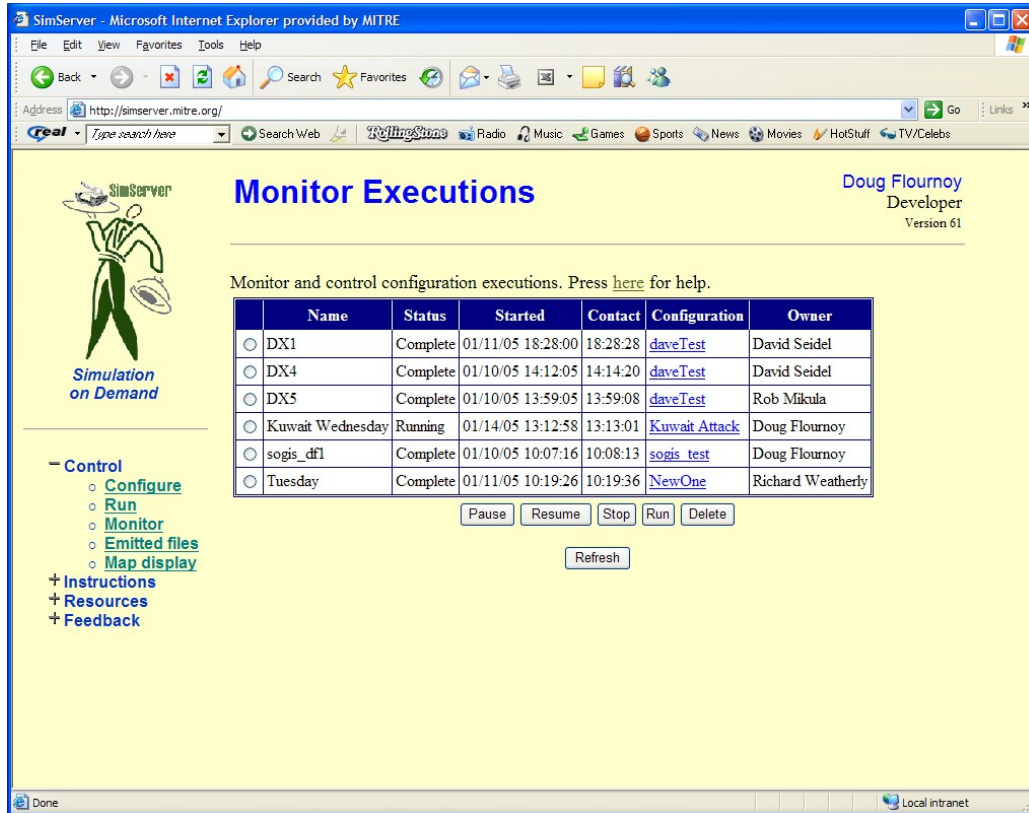 SimServer - Microsoft Internet Explorer provided by MITRE
File Edit View Favorites Tools Help
Back Search Favorites
Address http://simserver.mitre.org/ Go Links »
real Type search here Search Web RollingStone Radio Music Games Sports News Movies HotStuff TV/Celebs
SimServer
Simulation
on Demand
Control
Configure
Run
Monitor
Emitted files
Map display
Instructions
Resources
Feedback
Monitor Executions
Doug Flournoy
Developer
Version 61
Monitor and control configuration executions. Press here for help.
Name Status Started Contact Configuration Owner
DX1 Complete 01/11/05 18:28:00 18:28:28 daveTest David Seidel
DX4 Complete 01/10/05 14:12:05 14:14:20 daveTest David Seidel
DX5 Complete 01/10/05 13:59:05 13:59:08 daveTest Rob Mikula
Kuwait Wednesday Running 01/14/05 13:12:58 13:13:01 Kuwait Attack Doug Flournoy
sogis_df1 Complete 01/10/05 10:07:16 10:08:13 sogis_test Doug Flournoy
Tuesday Complete 01/11/05 10:19:26 10:19:36 NewOne Richard Weatherly
Pause Resume Stop Run Delete
Refresh
Done Local intranet